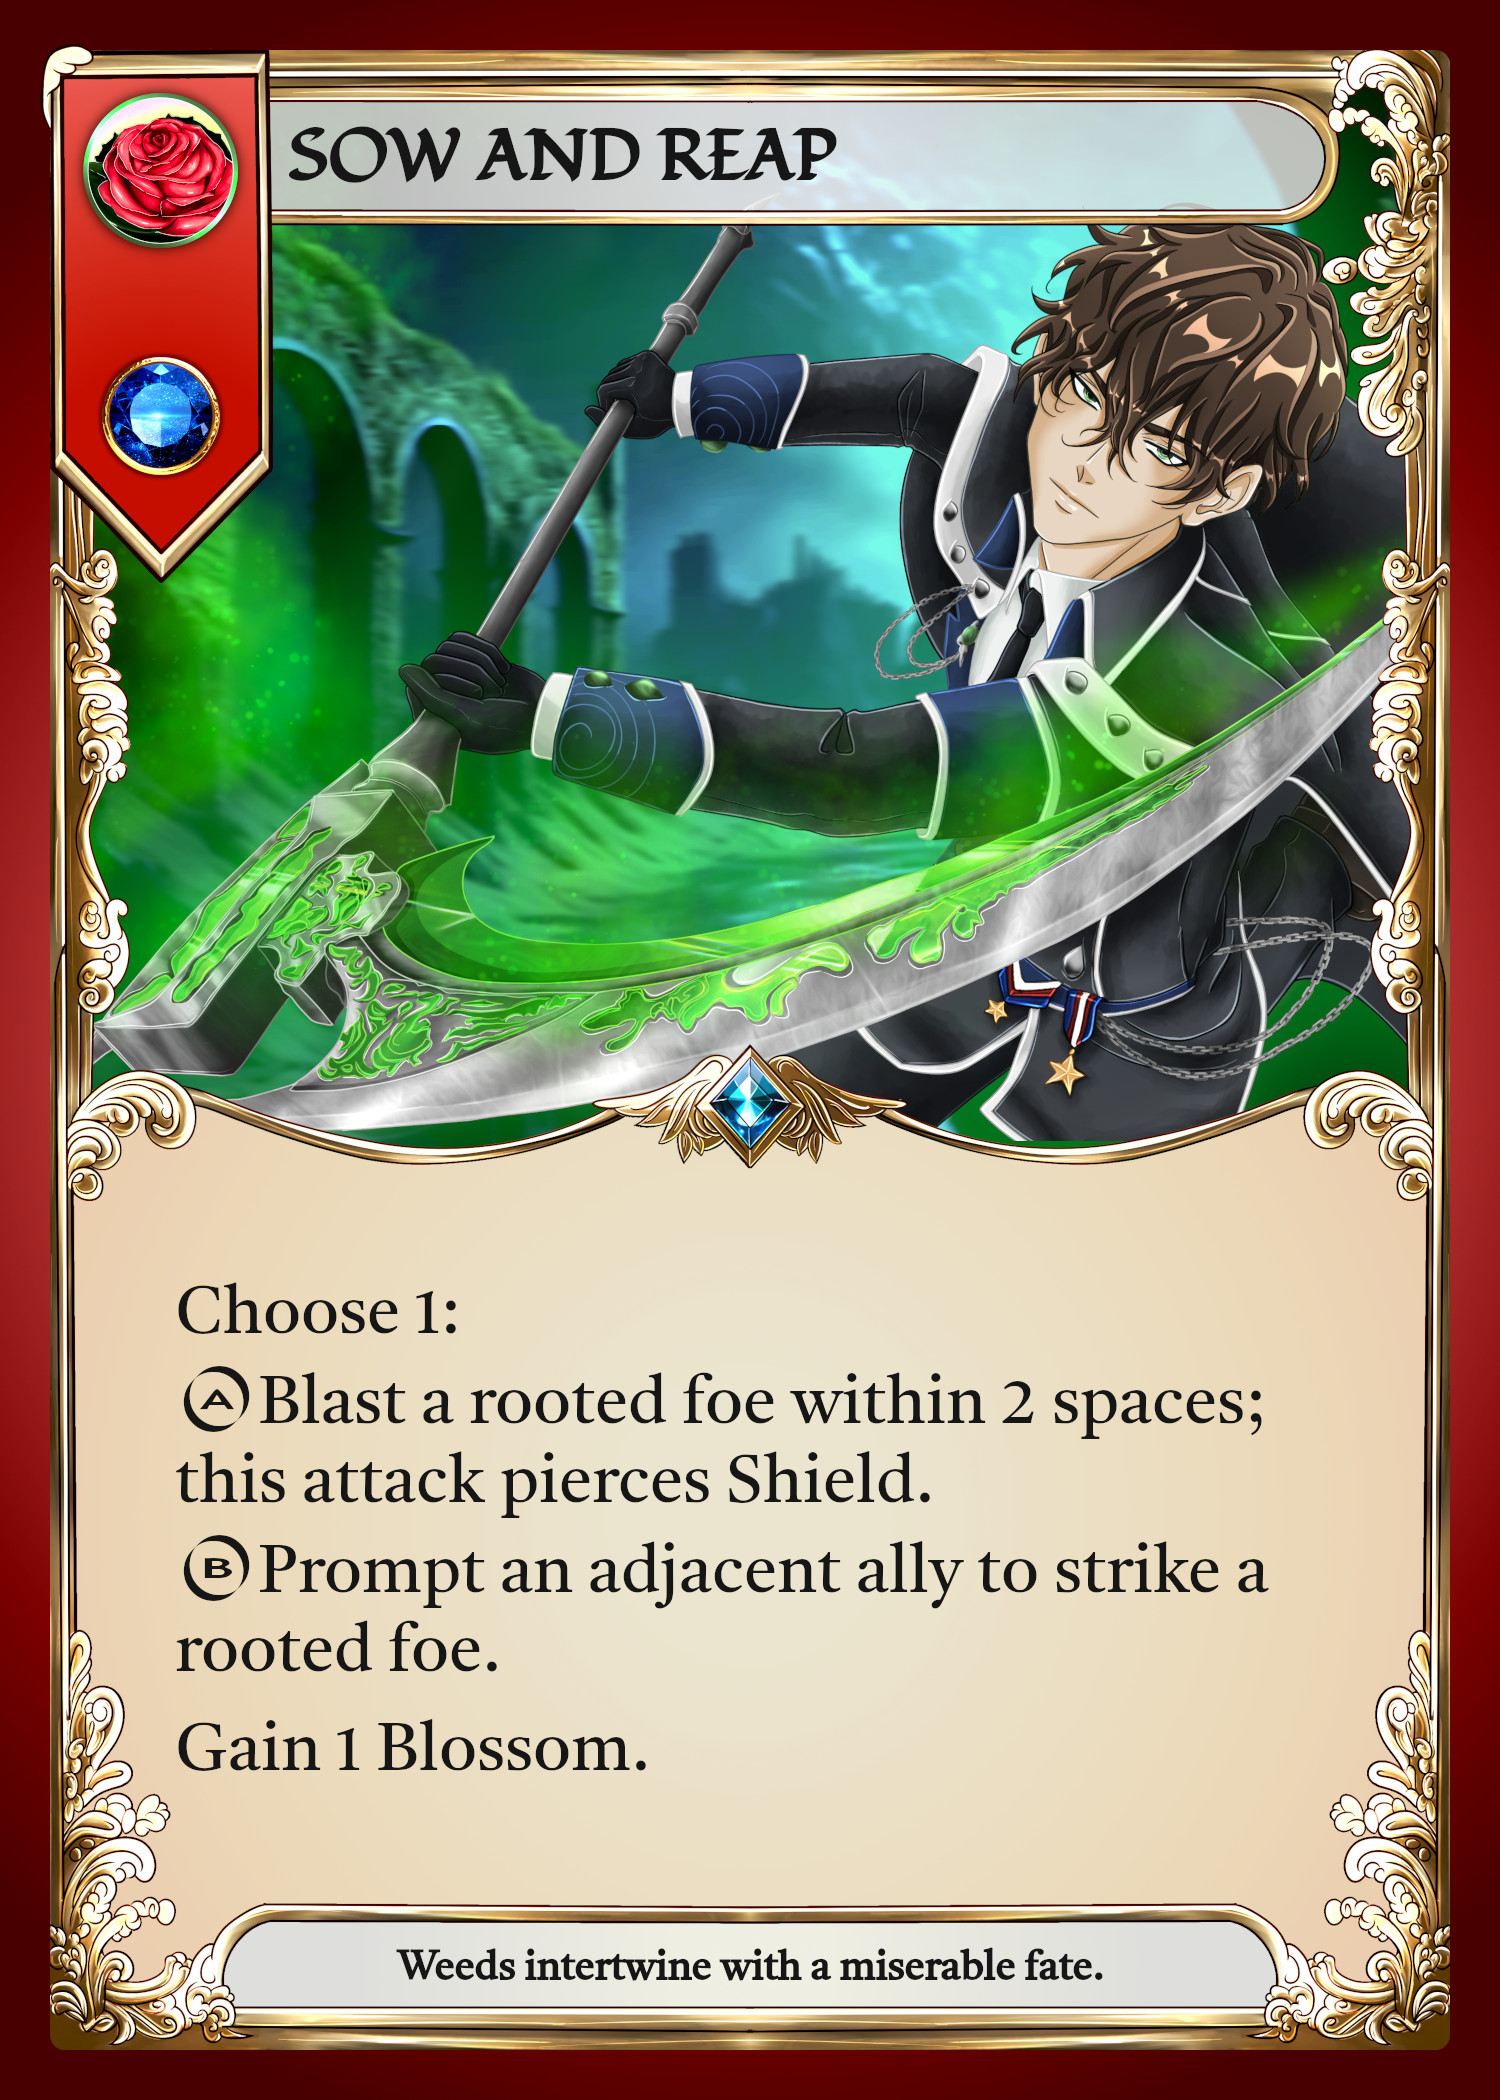 SOW AND REAP
Choose 1:
A Blast a rooted foe within 2 spaces;
this attack pierces Shield.
B Prompt an adjacent ally to strike a
rooted foe.
Gain 1 Blossom.
Weeds intertwine with a miserable fate.